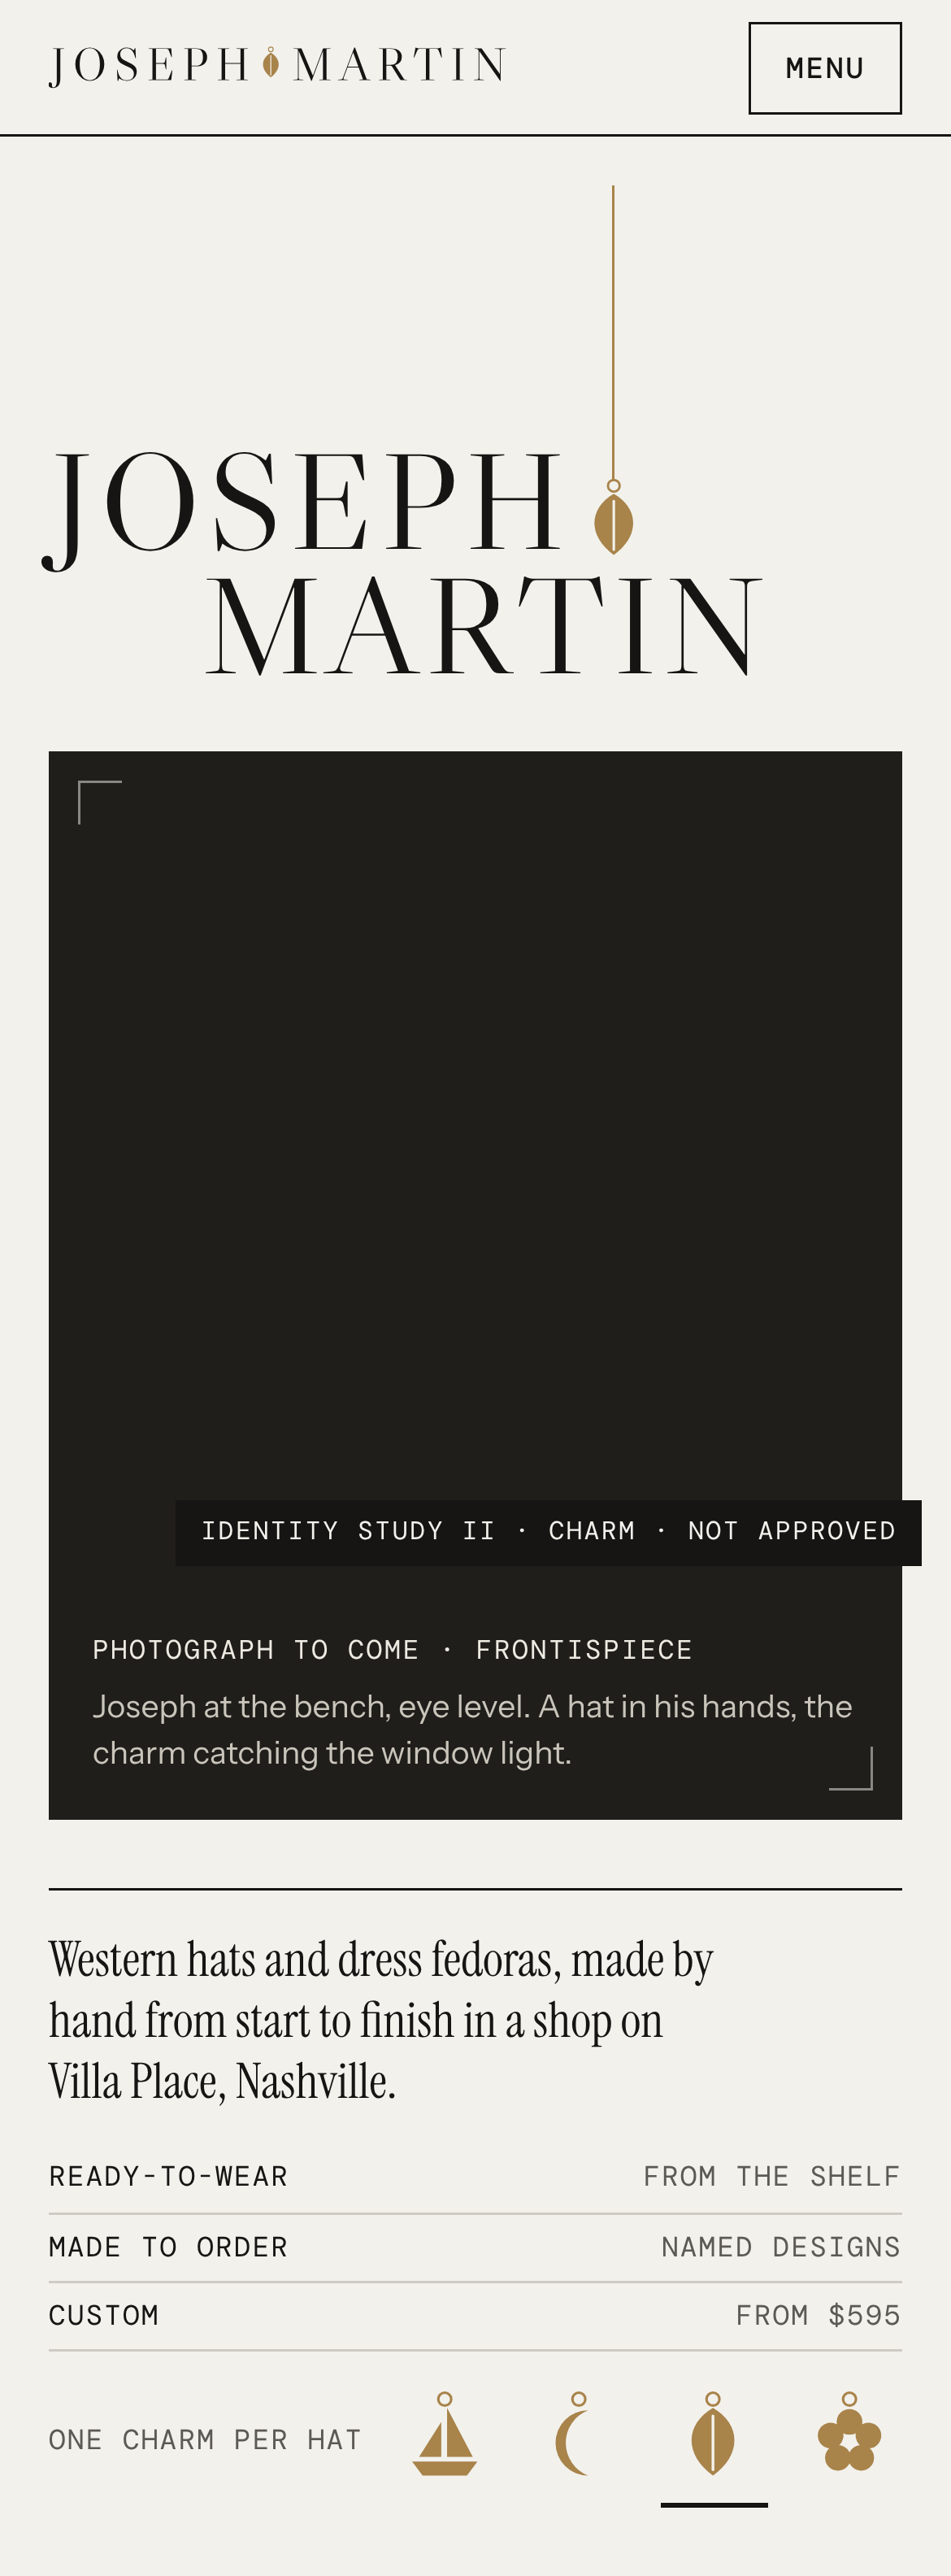 JOSEPH MARTIN
MENU
JOSEPH
MARTIN
IDENTITY STUDY II · CHARM · NOT APPROVED
PHOTOGRAPH TO COME · FRONTISPIECE
Joseph at the bench, eye level. A hat in his hands, the
charm catching the window light.
Western hats and dress fedoras, made by
hand from start to finish in a shop on
Villa Place, Nashville.
READY-TO-WEAR FROM THE SHELF
MADE TO ORDER NAMED DESIGNS
CUSTOM FROM $595
ONE CHARM PER HAT